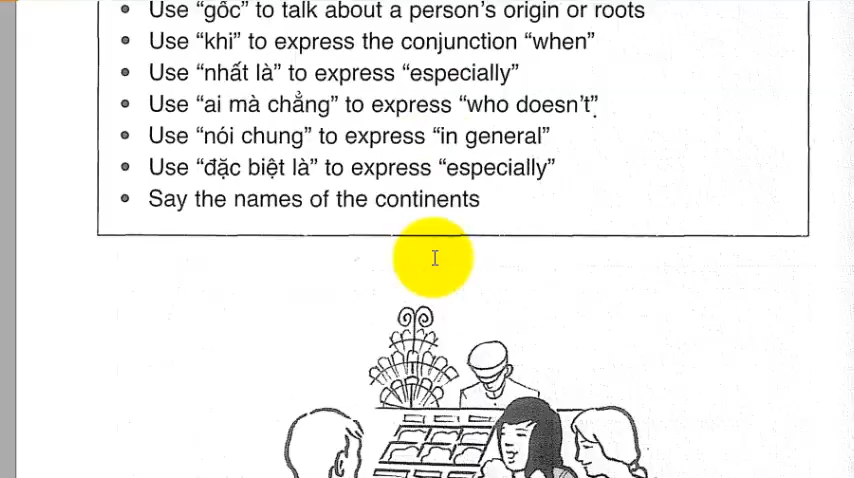 • Use “gốc” to talk about a person’s origin or roots
• Use “khi” to express the conjunction “when”
• Use “nhất là” to express “especially”
• Use “ai mà chẳng” to express “who doesn’t”.
• Use “nói chung” to express “in general”
• Use “đặc biệt là” to express “especially”
• Say the names of the continents